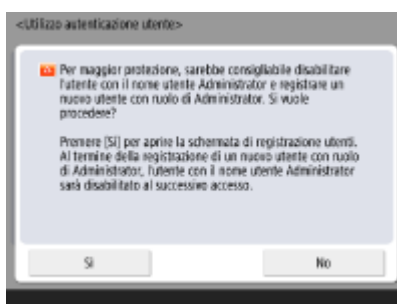 <Utilizzo autenticazione utente>
Per maggior protezione, sarebbe consigliabile disabilitare
l'utente con il nome utente Administrator e registrare un
nuovo utente con ruolo di Administrator. Si vuole
procedere?
Premere [Sì] per aprire la schermata di registrazione utenti.
Al termine della registrazione di un nuovo utente con ruolo
di Administrator, l'utente con il nome utente Administrator
sarà disabilitato al successivo accesso.
Sì
No